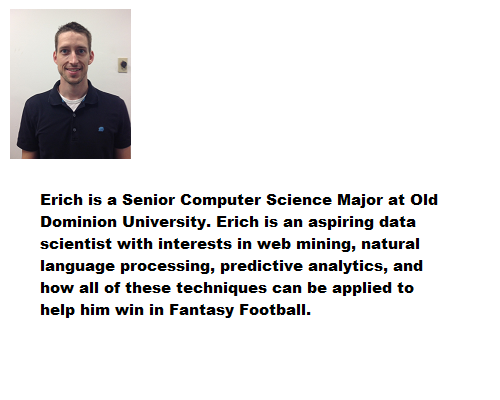 Erich is a Senior Computer Science Major at Old
Dominion University. Erich is an aspiring data
scientist with interests in web mining, natural
language processing, predictive analytics, and
how all of these techniques can be applied to
help him win in Fantasy Football.